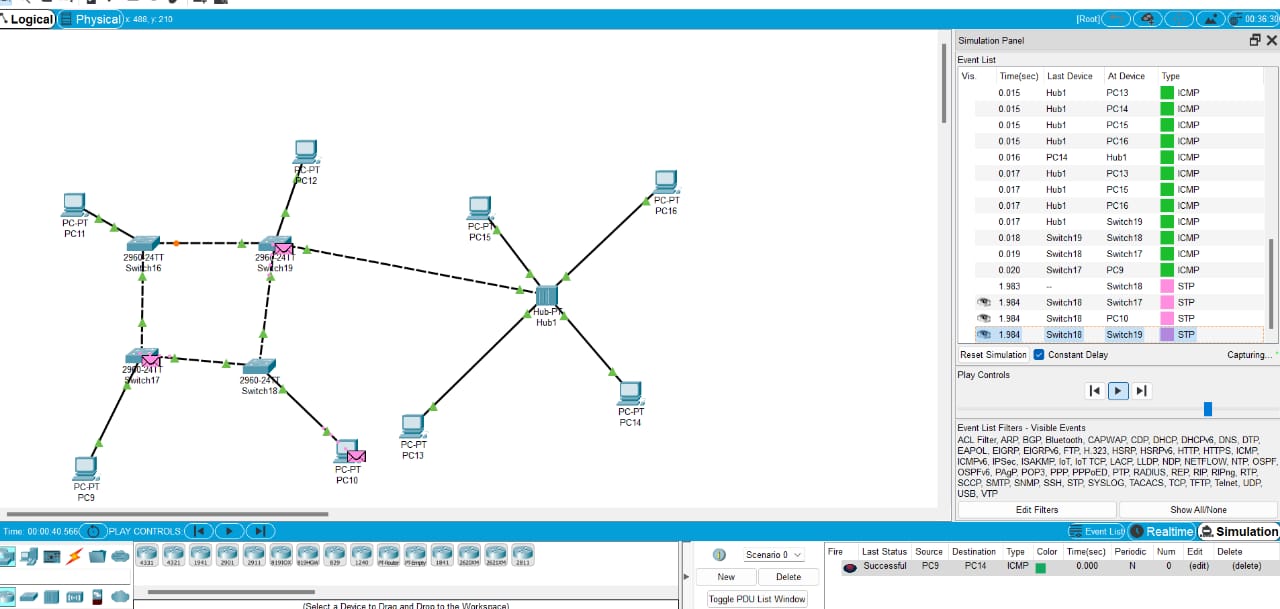 Logical Physical x: 488, y: 210 [Root] 00:36:30
Simulation Panel
Event List
Vis. Time(sec) Last Device At Device Type
0.015 Hub1 PC13 ICMP
0.015 Hub1 PC14 ICMP
0.015 Hub1 PC15 ICMP
0.015 Hub1 PC16 ICMP
0.016 PC14 Hub1 ICMP
0.017 Hub1 PC13 ICMP
0.017 Hub1 PC15 ICMP
0.017 Hub1 PC16 ICMP
0.017 Hub1 Switch19 ICMP
0.018 Switch19 Switch18 ICMP
0.019 Switch18 Switch17 ICMP
0.020 Switch17 PC9 ICMP
1.983 -- Switch18 STP
1.984 Switch18 Switch17 STP
1.984 Switch18 PC10 STP
1.984 Switch18 Switch19 STP
Reset Simulation Constant Delay Capturing...
Play Controls
Event List Filters - Visible Events
ACL Filter, ARP, BGP, Bluetooth, CAPWAP, CDP, DHCP, DHCPv6, DNS, DTP,
EAPOL, EIGRP, EIGRPv6, FTP, H.323, HSRP, HSRPv6, HTTP, HTTPS, ICMP,
ICMPv6, IPSec, ISAKMP, IoT, IoT TCP, LACP, LLDP, NDP, NETFLOW, NTP, OSPF,
OSPFv6, PAgP, POP3, PPP, PPPoED, PTP, RADIUS, REP, RIP, RIPng, RTP,
SCCP, SMTP, SNMP, SSH, STP, SYSLOG, TACACS, TCP, TFTP, Telnet, UDP,
USB, VTP
Edit Filters Show All/None
Event List Realtime Simulation
PC-PT
PC12
PC-PT
PC11
PC-PT
PC15
PC-PT
PC16
2960-24TT
Switch16
2960-24TT
Switch19
Hub-PT
Hub1
2960-24TT
Switch17
2960-24TT
Switch18
PC-PT
PC14
PC-PT
PC13
PC-PT
PC10
PC-PT
PC9
Time: 00:00:40.566 PLAY CONTROLS:
4331 4321 1941 2901 2911 819IOX 819HGW 829 1240 PT-Router PT-Empty 1841 2620XM 2621XM 2811
(Select a Device to Drag and Drop to the Workspace)
Scenario 0
New Delete
Toggle PDU List Window
Fire Last Status Source Destination Type Color Time(sec) Periodic Num Edit Delete
Successful PC9 PC14 ICMP 0.000 N 0 (edit) (delete)